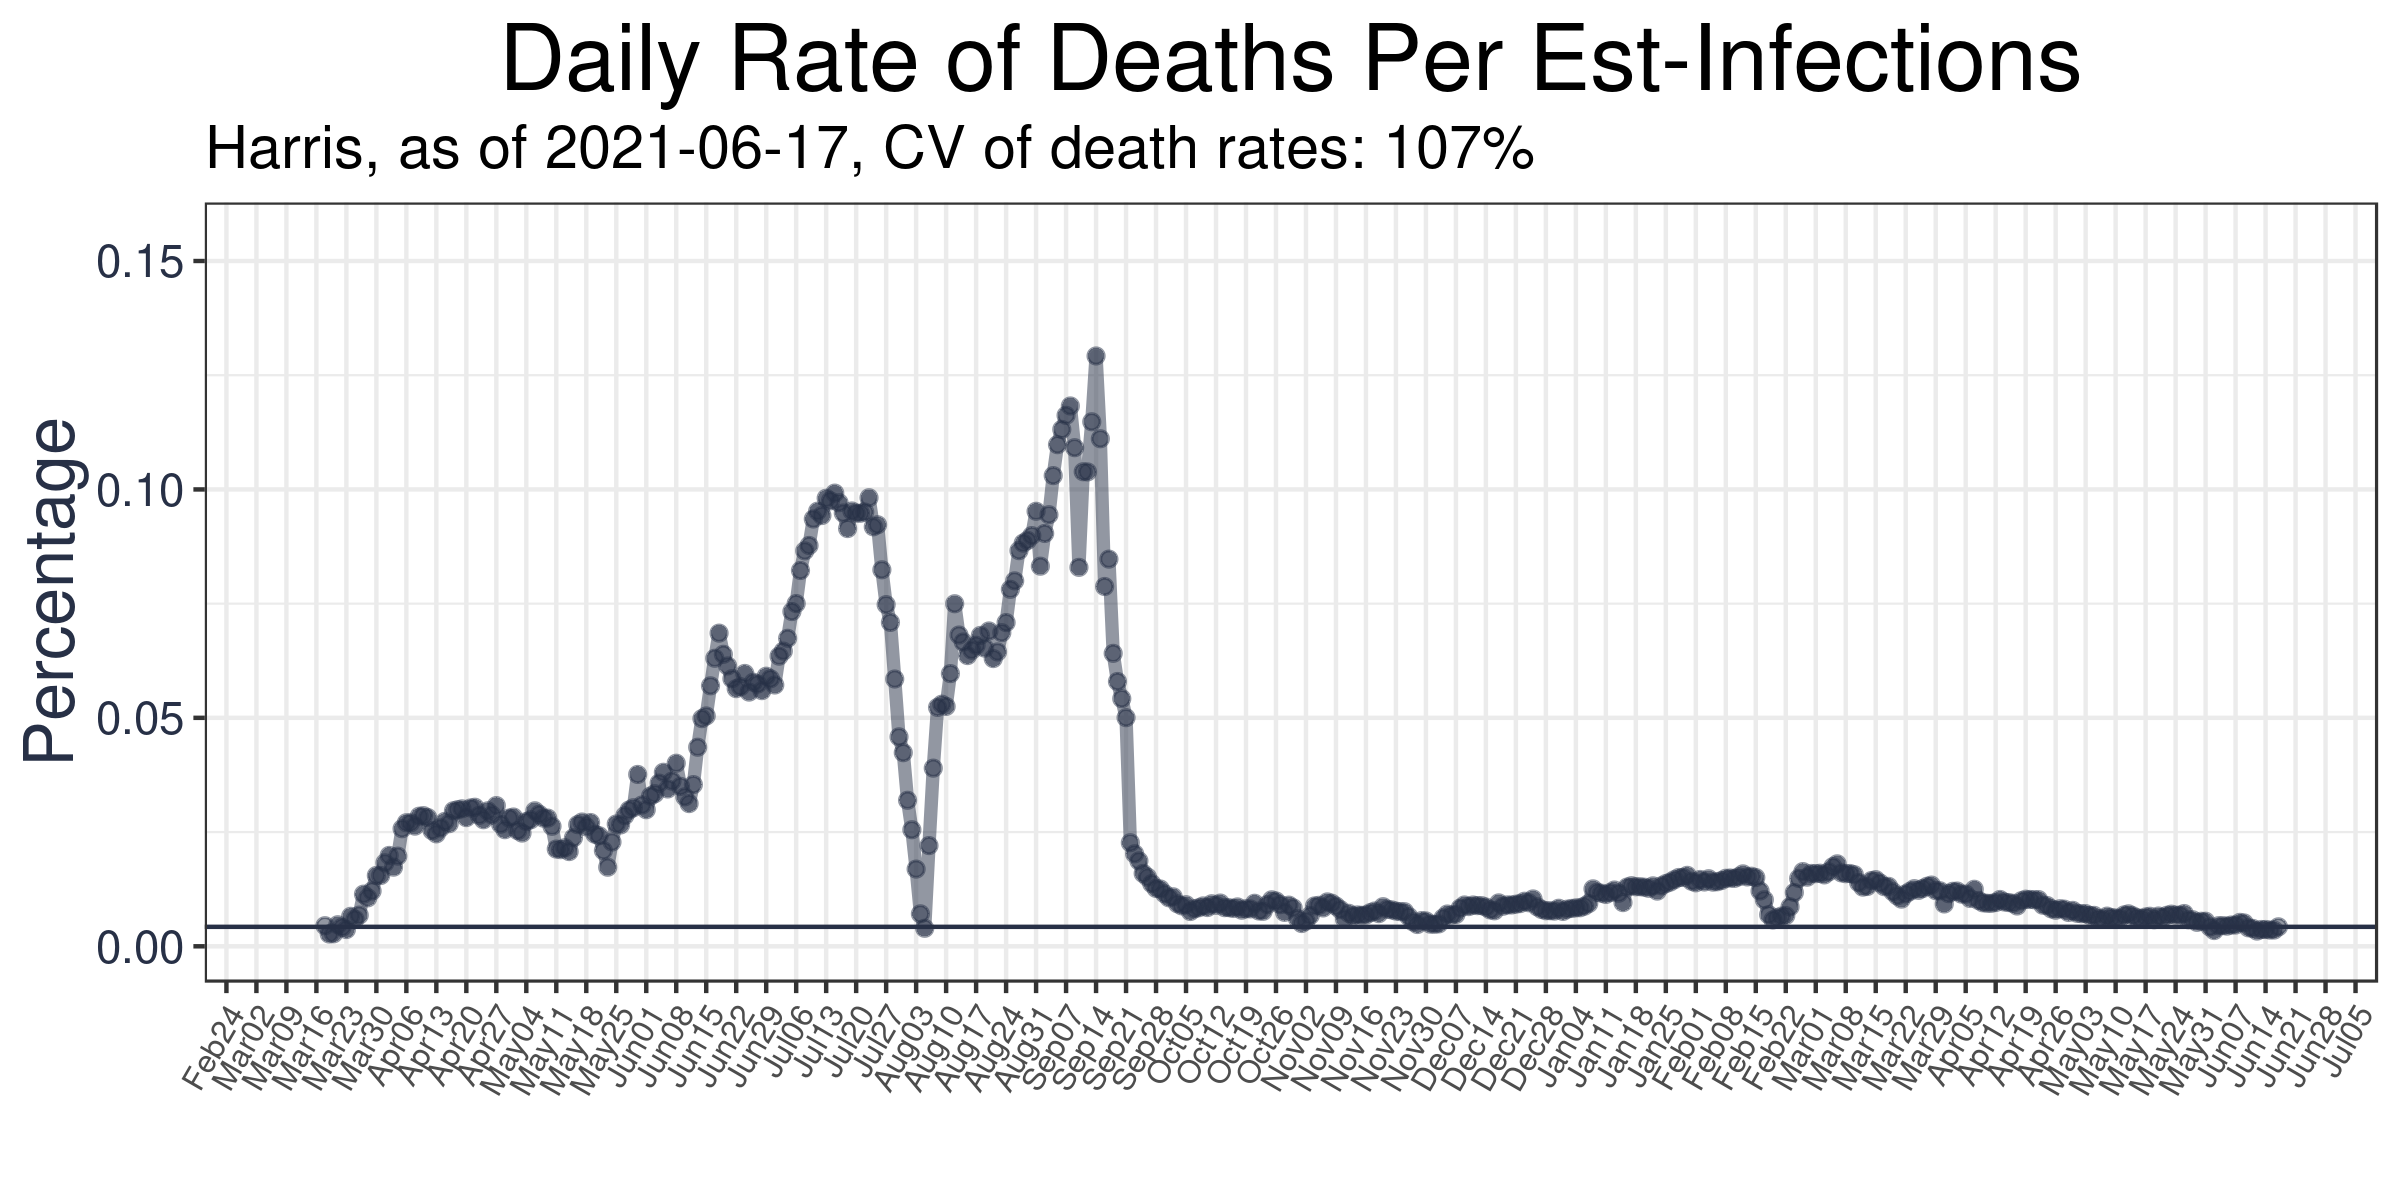 Daily Rate of Deaths Per Est-Infections
Harris, as of 2021-06-17, CV of death rates: 107%
Percentage
0.15
0.10
0.05
0.00
Feb24
Mar02
Mar09
Mar16
Mar23
Mar30
Apr06
Apr13
Apr20
Apr27
May04
May11
May18
May25
Jun01
Jun08
Jun15
Jun22
Jun29
Jul06
Jul13
Jul20
Jul27
Aug03
Aug10
Aug17
Aug24
Aug31
Sep07
Sep14
Sep21
Sep28
Oct05
Oct12
Oct19
Oct26
Nov02
Nov09
Nov16
Nov23
Nov30
Dec07
Dec14
Dec21
Dec28
Jan04
Jan11
Jan18
Jan25
Feb01
Feb08
Feb15
Feb22
Mar01
Mar08
Mar15
Mar22
Mar29
Apr05
Apr12
Apr19
Apr26
May03
May10
May17
May24
May31
Jun07
Jun14
Jun21
Jun28
Jul05